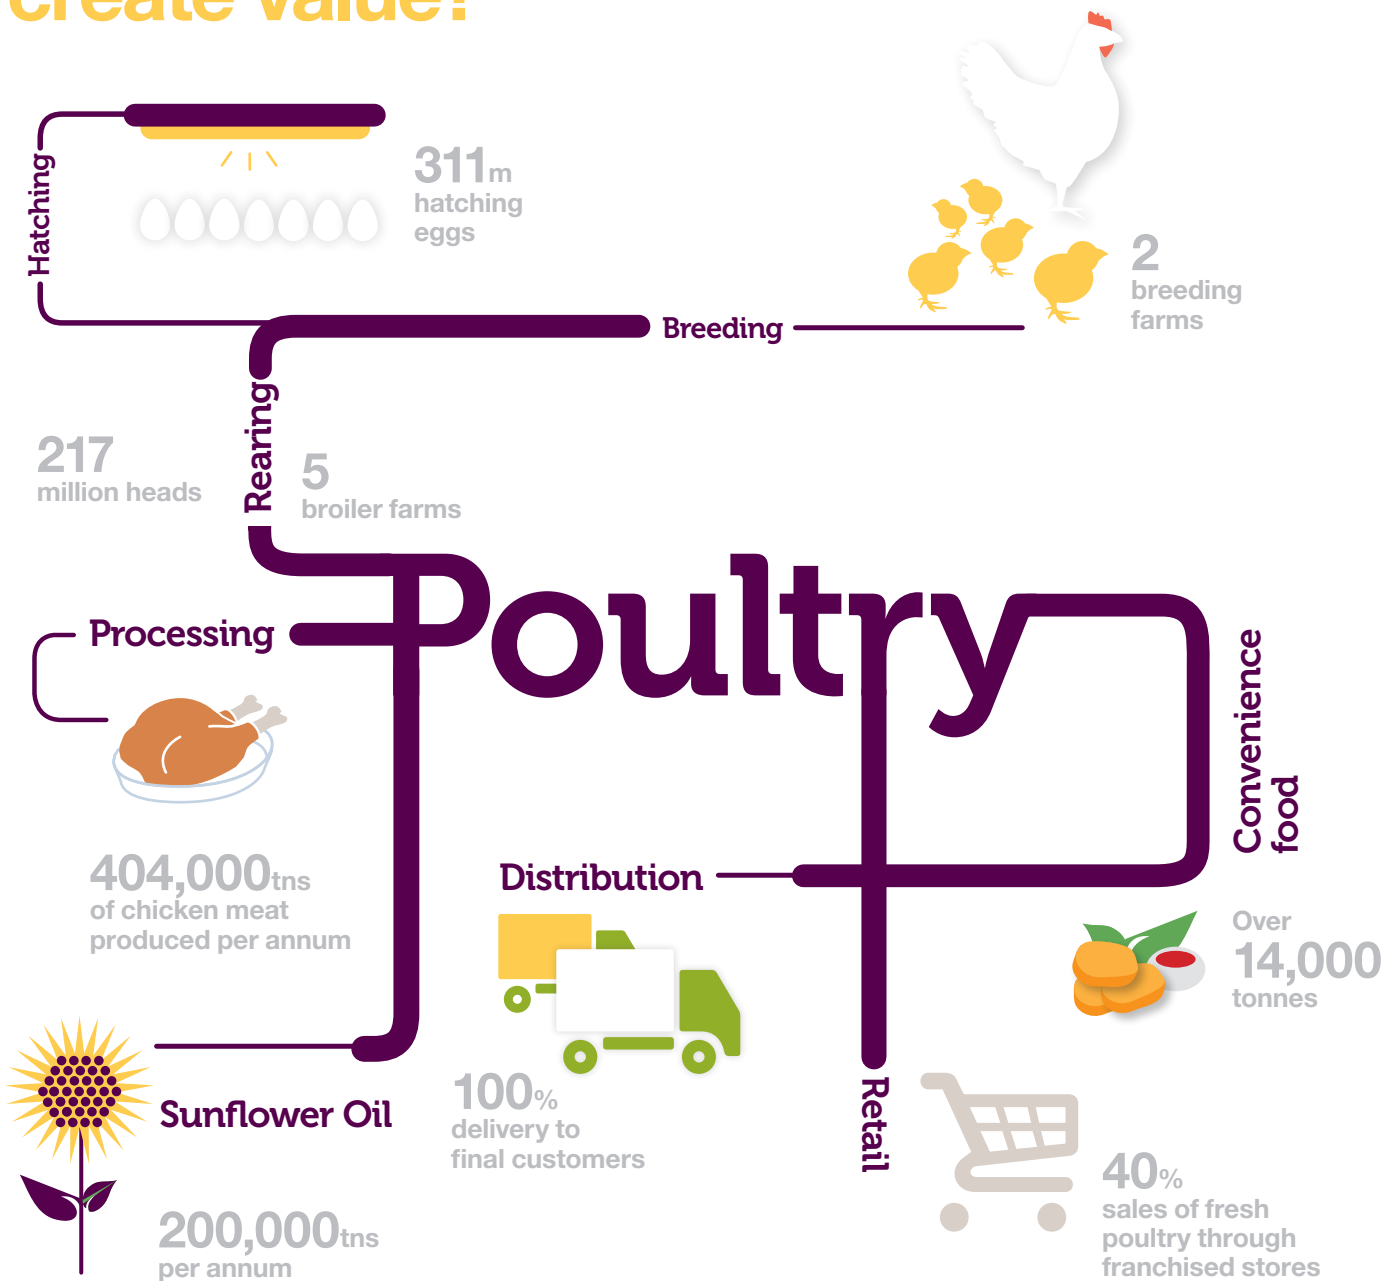 create value?
Hatching
311m
hatching
eggs
2
breeding
farms
Breeding
Rearing
217
million heads
5
broiler farms
Poultry
Processing
Convenience
food
404,000tns
of chicken meat
produced per annum
Distribution
Over
14,000
tonnes
Sunflower Oil
100%
delivery to
final customers
Retail
40%
sales of fresh
poultry through
franchised stores
200,000tns
per annum